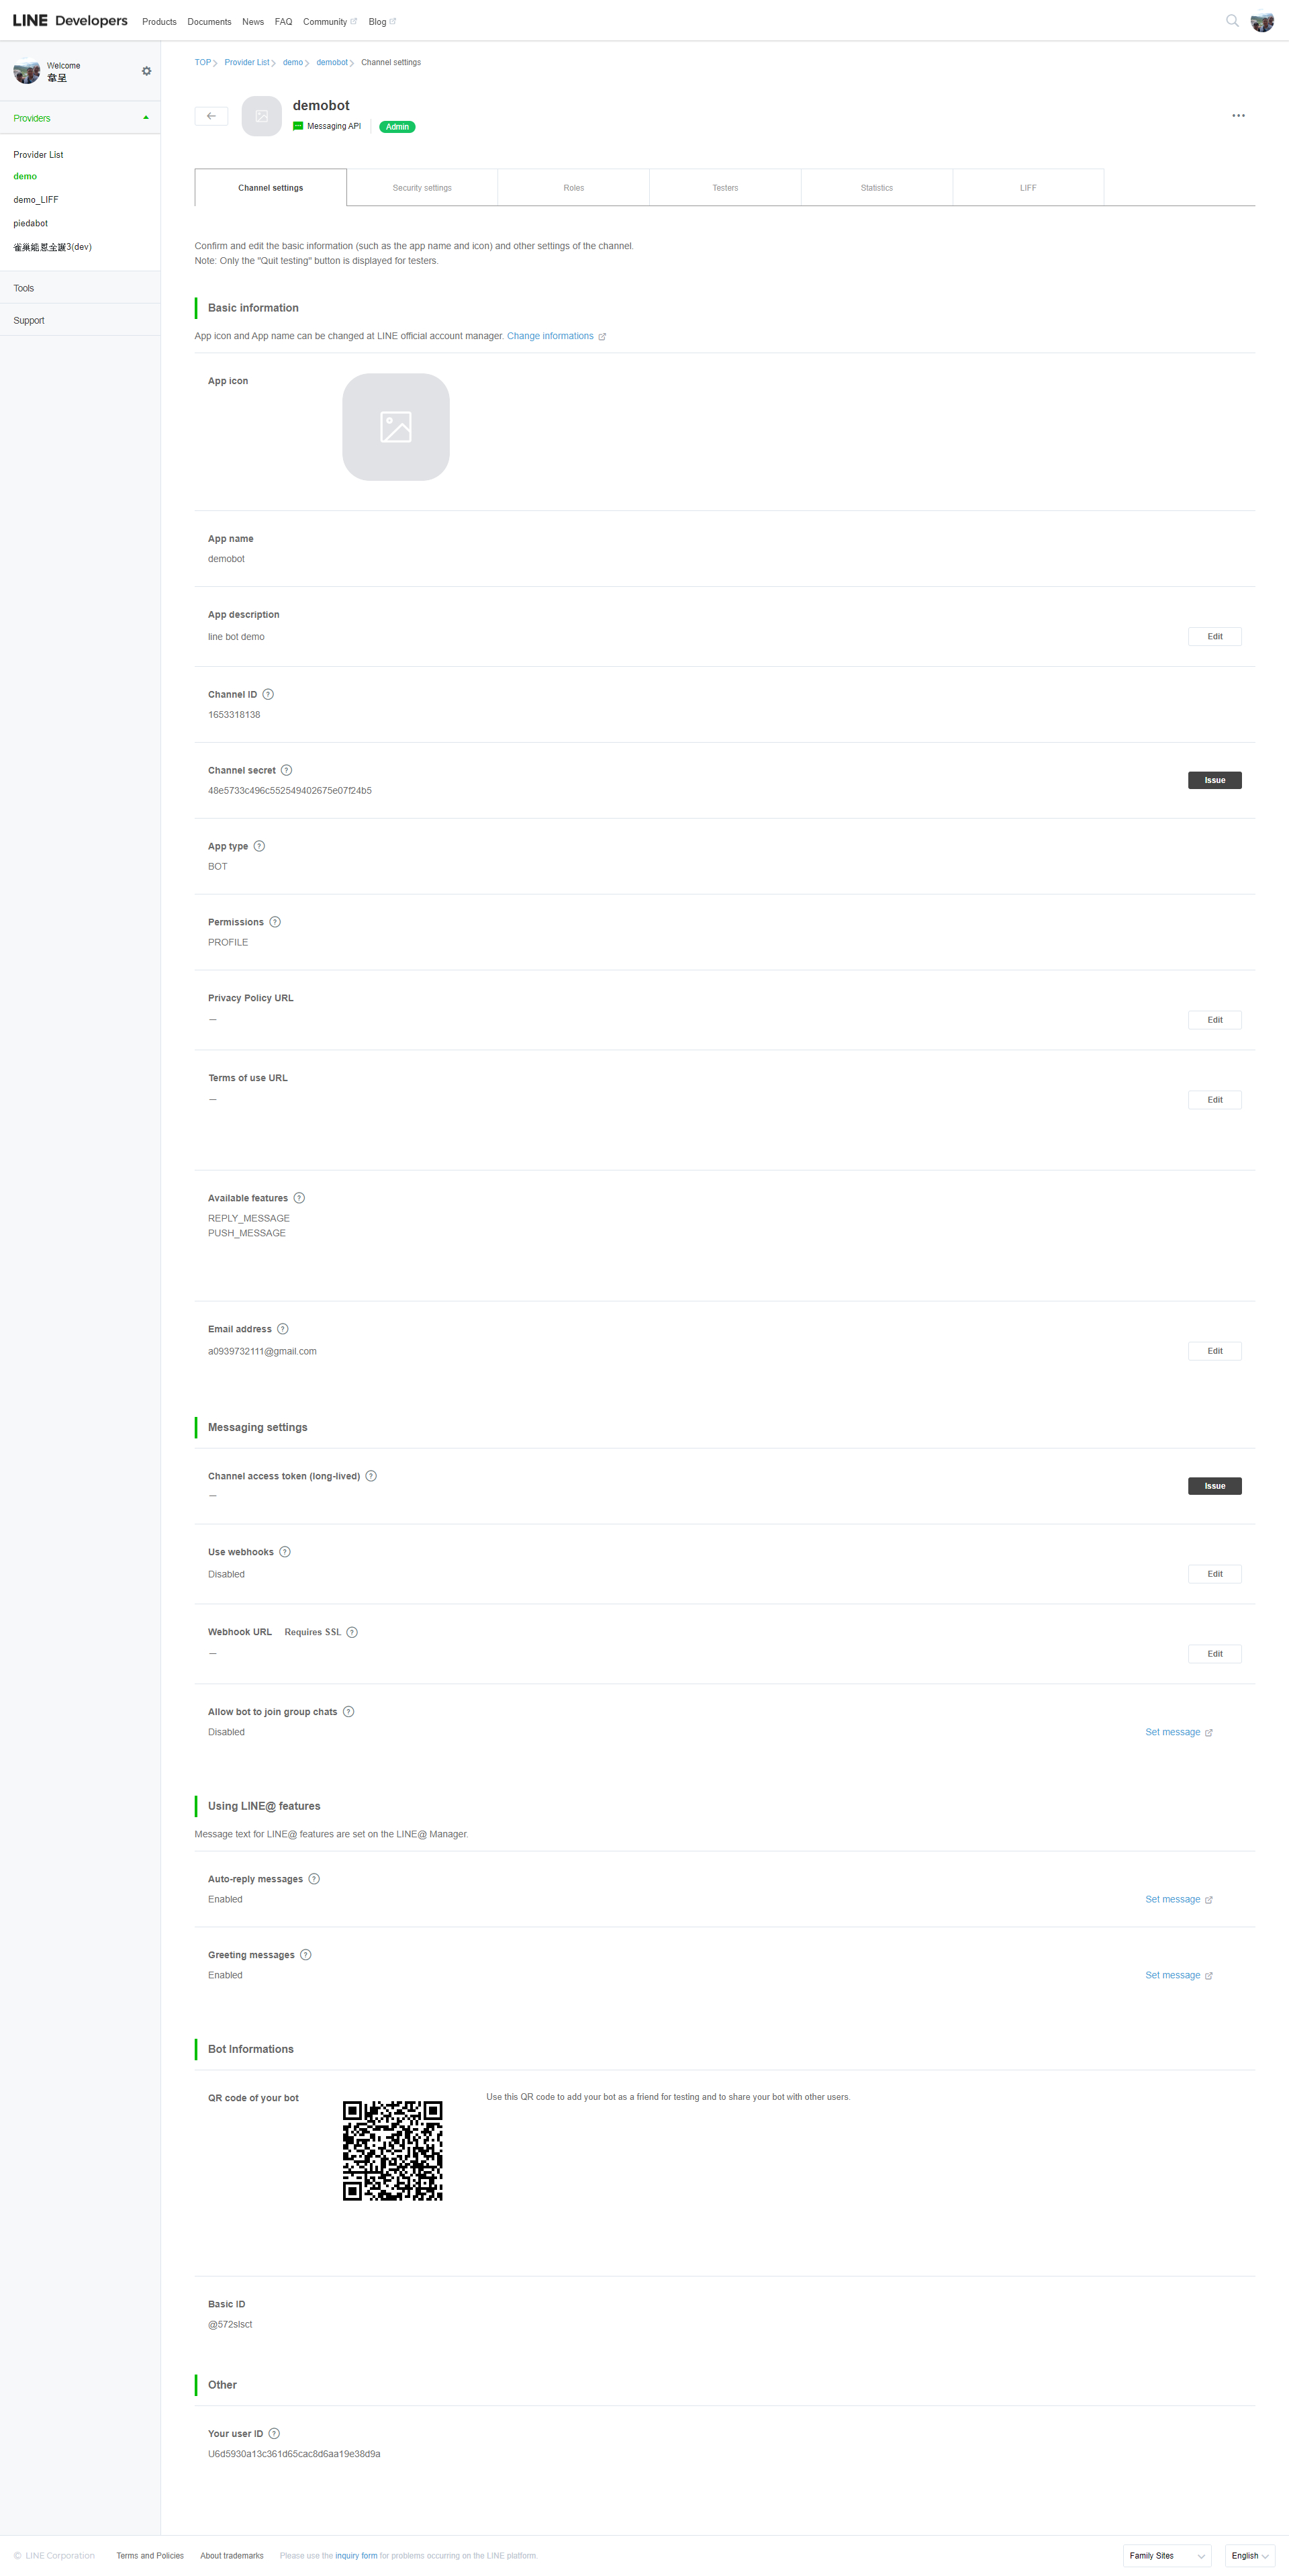 LINE Developers
Products
Documents
News
FAQ
Community
Blog
Welcome
韋呈
Providers
Provider List
demo
demo_LIFF
piedabot
雀巢能恩全護3(dev)
Tools
Support
TOP
Provider List
demo
demobot
Channel settings
demobot
Messaging API
Admin
Channel settings
Security settings
Roles
Testers
Statistics
LIFF
Confirm and edit the basic information (such as the app name and icon) and other settings of the channel.
Note: Only the "Quit testing" button is displayed for testers.
Basic information
App icon and App name can be changed at LINE official account manager. Change informations
App icon
App name
demobot
App description
line bot demo
Edit
Channel ID
1653318138
Channel secret
48e5733c496c552549402675e07f24b5
Issue
App type
BOT
Permissions
PROFILE
Privacy Policy URL
—
Edit
Terms of use URL
—
Edit
Available features
REPLY_MESSAGE
PUSH_MESSAGE
Email address
a0939732111@gmail.com
Edit
Messaging settings
Channel access token (long-lived)
—
Issue
Use webhooks
Disabled
Edit
Webhook URL Requires SSL
—
Edit
Allow bot to join group chats
Disabled
Set message
Using LINE@ features
Message text for LINE@ features are set on the LINE@ Manager.
Auto-reply messages
Enabled
Set message
Greeting messages
Enabled
Set message
Bot Informations
QR code of your bot
Use this QR code to add your bot as a friend for testing and to share your bot with other users.
Basic ID
@572slsct
Other
Your user ID
U6d5930a13c361d65cac8d6aa19e38d9a
© LINE Corporation
Terms and Policies
About trademarks
Please use the inquiry form for problems occurring on the LINE platform.
Family Sites
English